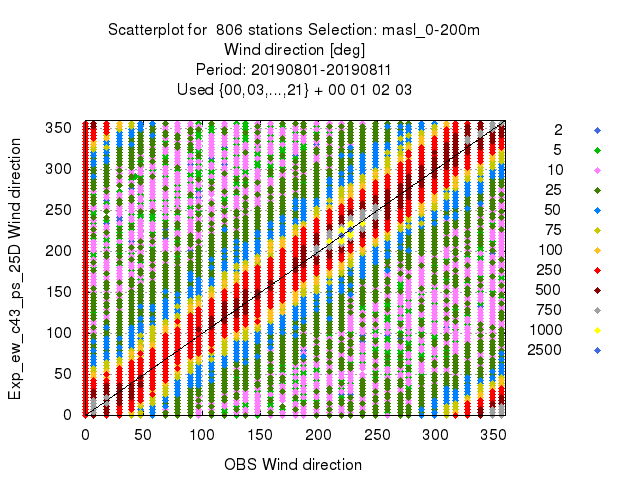 Scatterplot for 806 stations Selection: masl_0-200m
Wind direction [deg]
Period: 20190801-20190811
Used {00,03,...,21} + 00 01 02 03
Exp_ew_c43_ps_25D Wind direction
350
300
250
200
150
100
50
0
0 50 100 150 200 250 300 350
OBS Wind direction
2
5
10
25
50
75
100
250
500
750
1000
2500